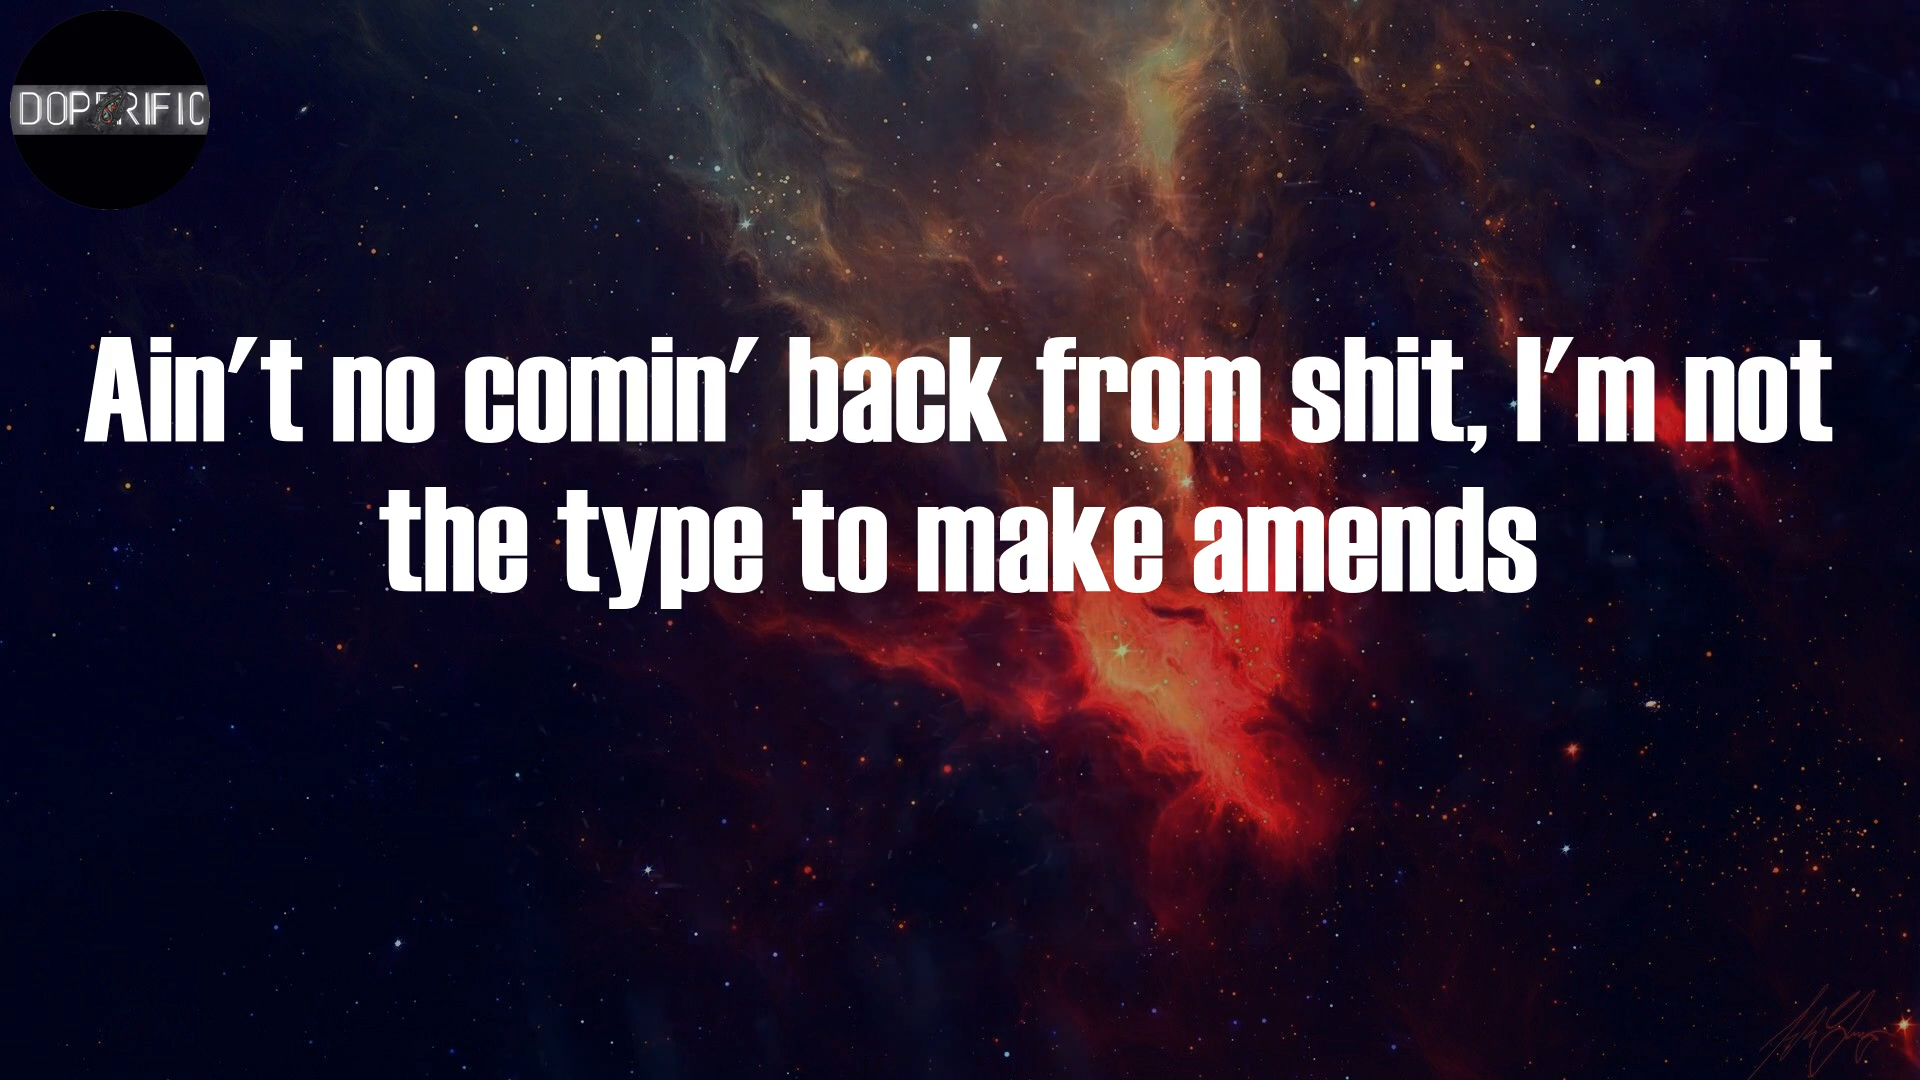 DOPERIFIC
Ain't no comin' back from shit, I'm not
the type to make amends